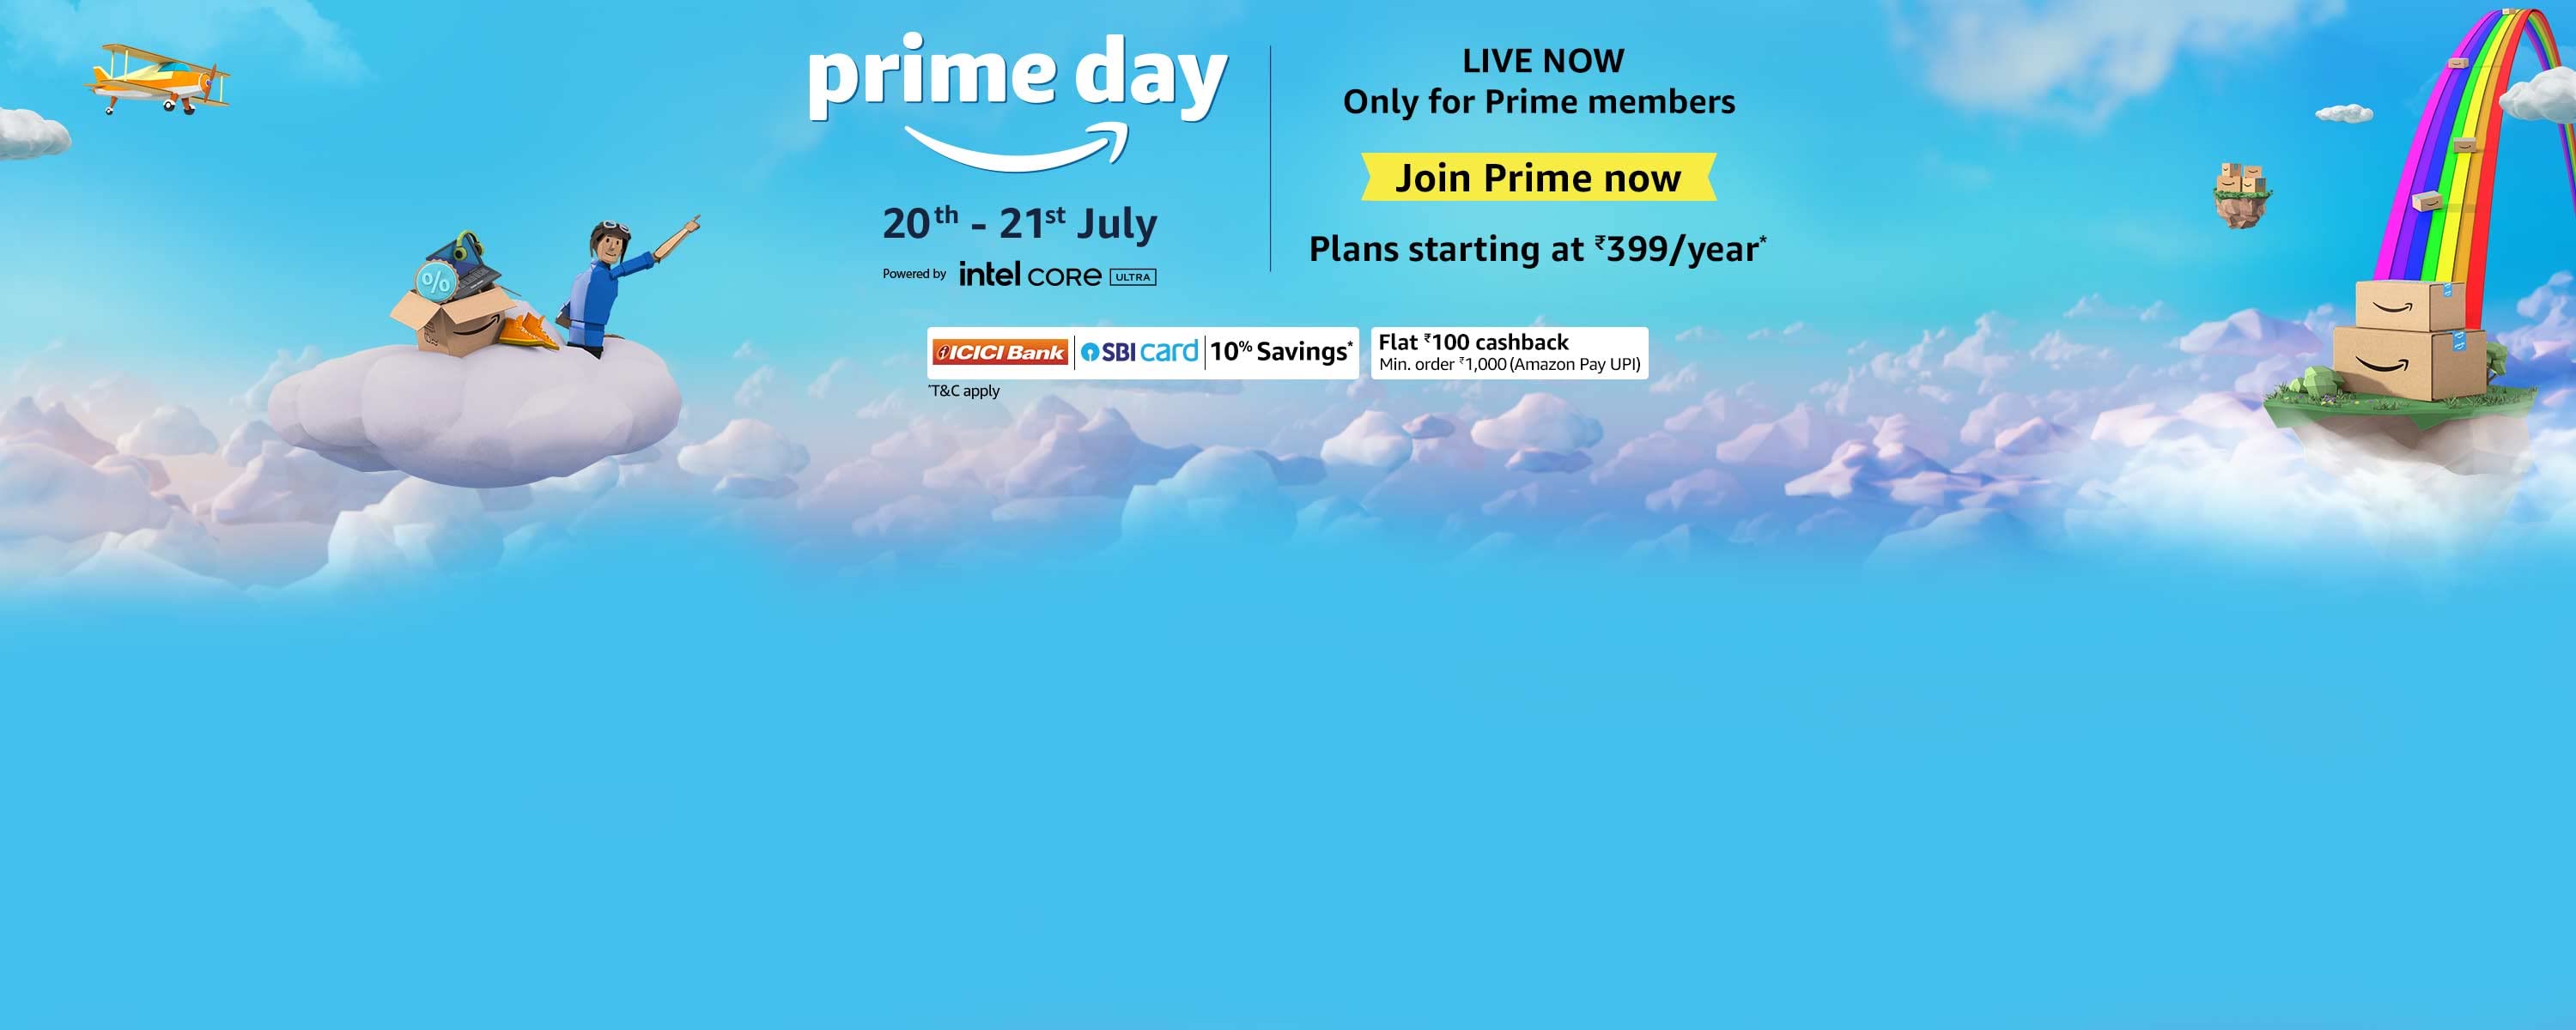 prime day
20th - 21st July
Powered by intel CORE ULTRA
LIVE NOW
Only for Prime members
Join Prime now
Plans starting at ₹399/year*
ICICI Bank SBI card 10% Savings*
Flat ₹100 cashback
Min. order ₹1,000 (Amazon Pay UPI)
*T&C apply
%